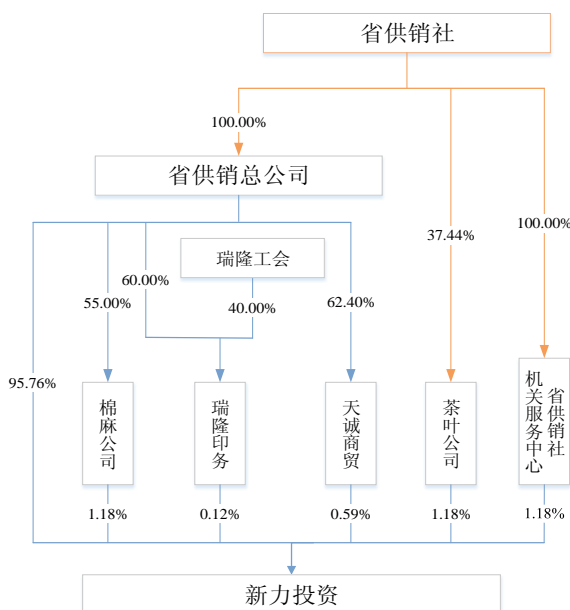 省供销社
100.00%
省供销总公司
37.44%
100.00%
瑞隆工会
60.00%
55.00%
40.00%
62.40%
95.76%
棉麻公司
瑞隆印务
天诚商贸
茶叶公司
省供销社
机关服务中心
1.18%
0.12%
0.59%
1.18%
1.18%
新力投资